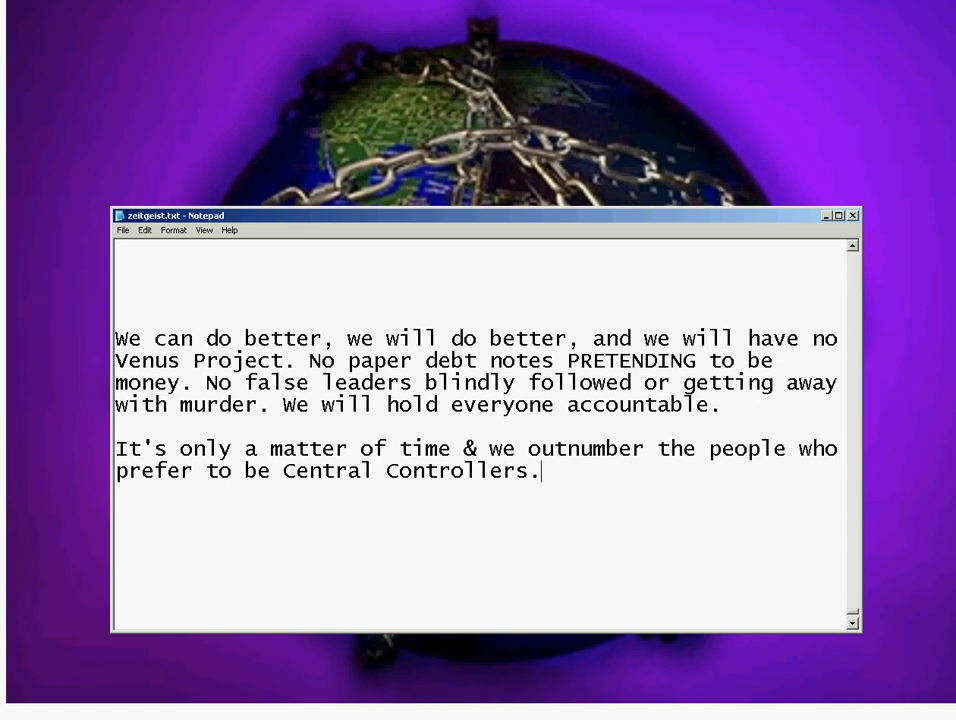 zeitgeist.txt - Notepad
File Edit Format View Help
We can do better, we will do better, and we will have no
Venus Project. No paper debt notes PRETENDING to be
money. No false leaders blindly followed or getting away
with murder. We will hold everyone accountable.
It's only a matter of time & we outnumber the people who
prefer to be Central Controllers.